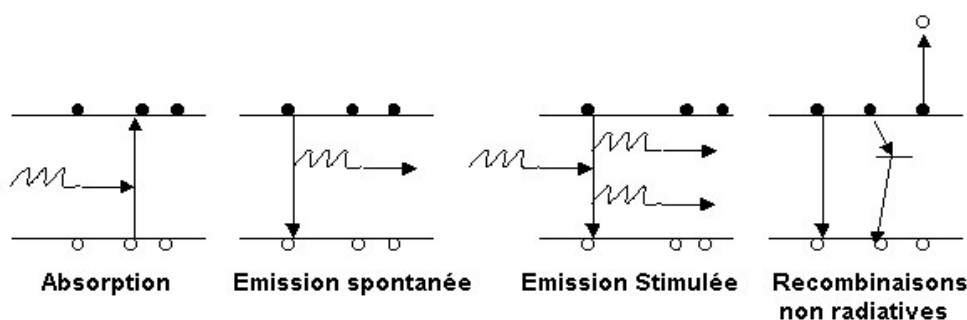 Absorption
Emission spontanée
Emission Stimulée
Recombinaisons
non radiatives